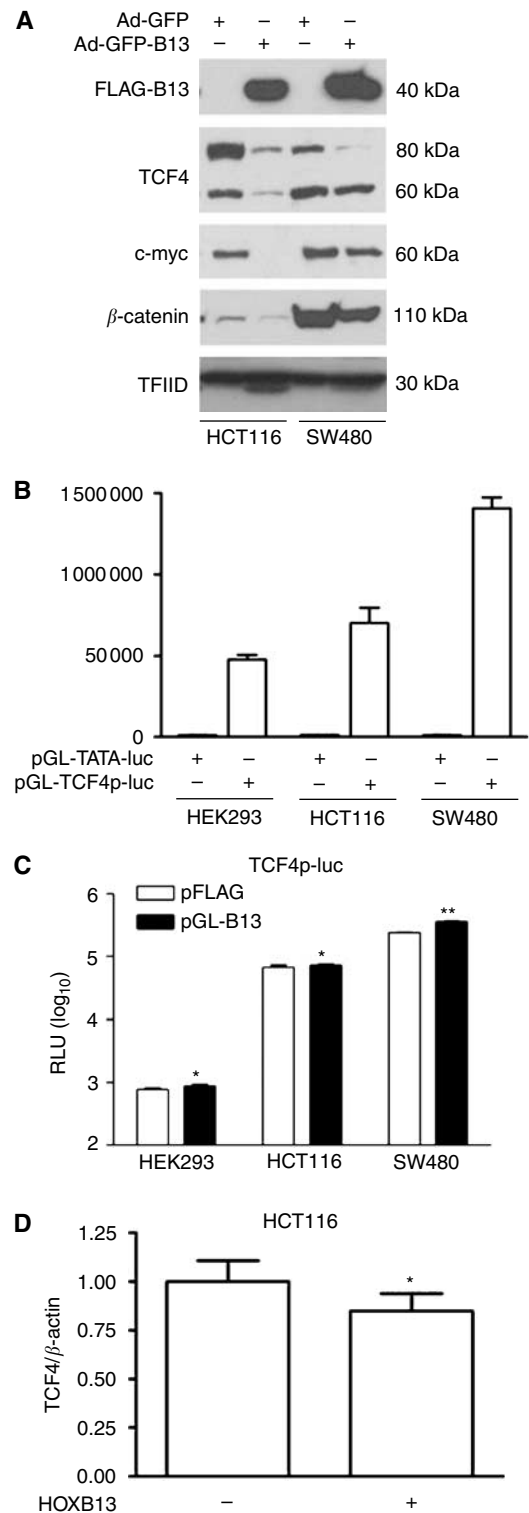 A
Ad-GFP + − + −
Ad-GFP-B13 − + − +
FLAG-B13 40 kDa
80 kDa
TCF4
60 kDa
c-myc 60 kDa
β-catenin 110 kDa
TFIID 30 kDa
HCT116 SW480
B
1 500 000
1 000 000
50 000
0
pGL-TATA-luc + − + − + −
pGL-TCF4p-luc − + − + − +
HEK293 HCT116 SW480
C
TCF4p-luc
6
pFLAG
pGL-B13
**
5
*
RLU (log10)
4
3
*
2
HEK293 HCT116 SW480
D
HCT116
1.25
*
1.00
TCF4/β-actin
0.75
0.50
0.25
0.00
HOXB13 − +